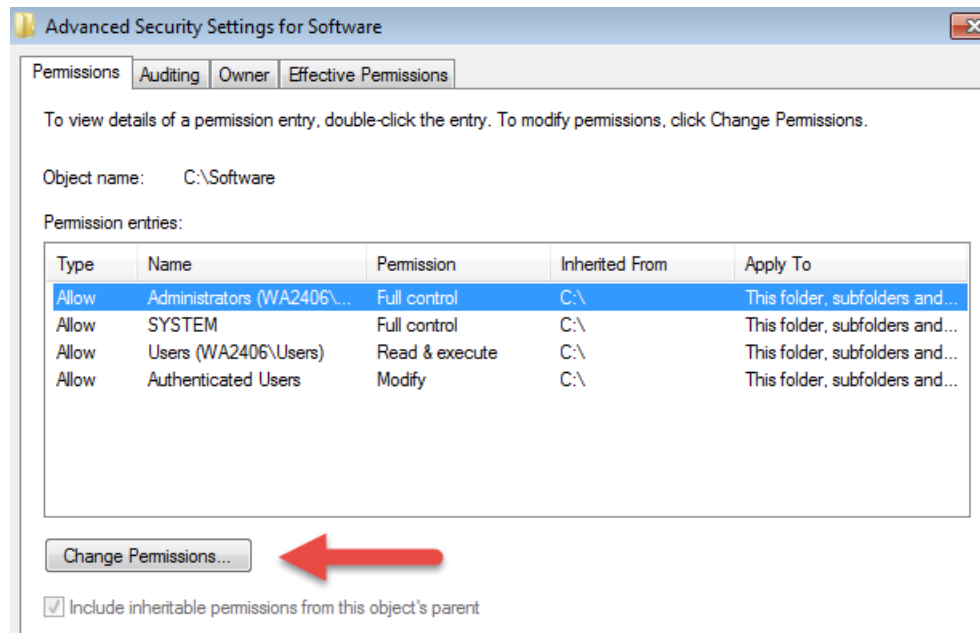 Advanced Security Settings for Software
Permissions Auditing Owner Effective Permissions
To view details of a permission entry, double-click the entry. To modify permissions, click Change Permissions.
Object name: C:\Software
Permission entries:
Type Name Permission Inherited From Apply To
Allow Administrators (WA2406\... Full control C:\ This folder, subfolders and...
Allow SYSTEM Full control C:\ This folder, subfolders and...
Allow Users (WA2406\Users) Read & execute C:\ This folder, subfolders and...
Allow Authenticated Users Modify C:\ This folder, subfolders and...
Change Permissions...
Include inheritable permissions from this object's parent